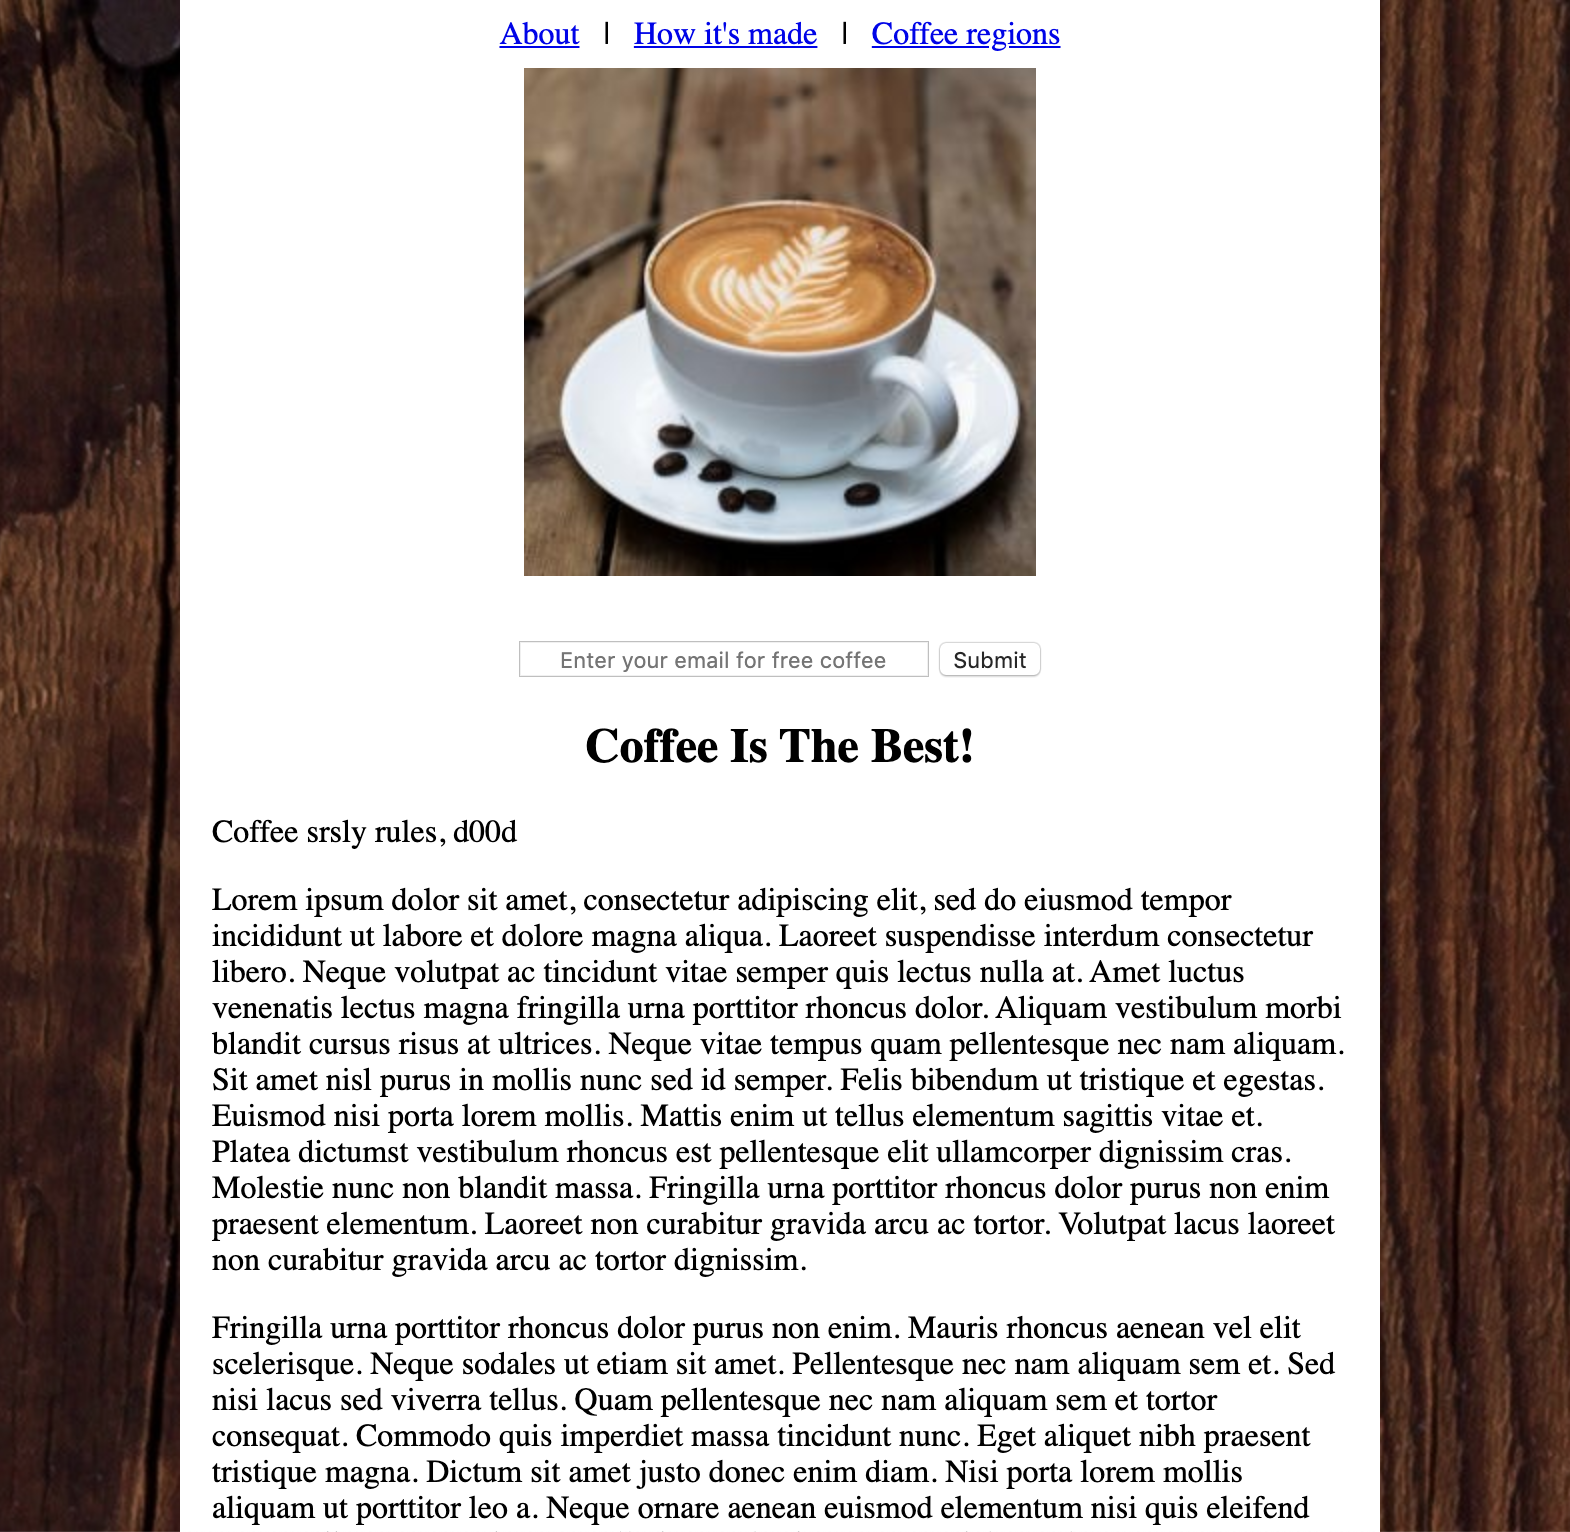 About | How it's made | Coffee regions
Enter your email for free coffee Submit
Coffee Is The Best!
Coffee srsly rules, d00d
Lorem ipsum dolor sit amet, consectetur adipiscing elit, sed do eiusmod tempor
incididunt ut labore et dolore magna aliqua. Laoreet suspendisse interdum consectetur
libero. Neque volutpat ac tincidunt vitae semper quis lectus nulla at. Amet luctus
venenatis lectus magna fringilla urna porttitor rhoncus dolor. Aliquam vestibulum morbi
blandit cursus risus at ultrices. Neque vitae tempus quam pellentesque nec nam aliquam.
Sit amet nisl purus in mollis nunc sed id semper. Felis bibendum ut tristique et egestas.
Euismod nisi porta lorem mollis. Mattis enim ut tellus elementum sagittis vitae et.
Platea dictumst vestibulum rhoncus est pellentesque elit ullamcorper dignissim cras.
Molestie nunc non blandit massa. Fringilla urna porttitor rhoncus dolor purus non enim
praesent elementum. Laoreet non curabitur gravida arcu ac tortor. Volutpat lacus laoreet
non curabitur gravida arcu ac tortor dignissim.
Fringilla urna porttitor rhoncus dolor purus non enim. Mauris rhoncus aenean vel elit
scelerisque. Neque sodales ut etiam sit amet. Pellentesque nec nam aliquam sem et. Sed
nisi lacus sed viverra tellus. Quam pellentesque nec nam aliquam sem et tortor
consequat. Commodo quis imperdiet massa tincidunt nunc. Eget aliquet nibh praesent
tristique magna. Dictum sit amet justo donec enim diam. Nisi porta lorem mollis
aliquam ut porttitor leo a. Neque ornare aenean euismod elementum nisi quis eleifend